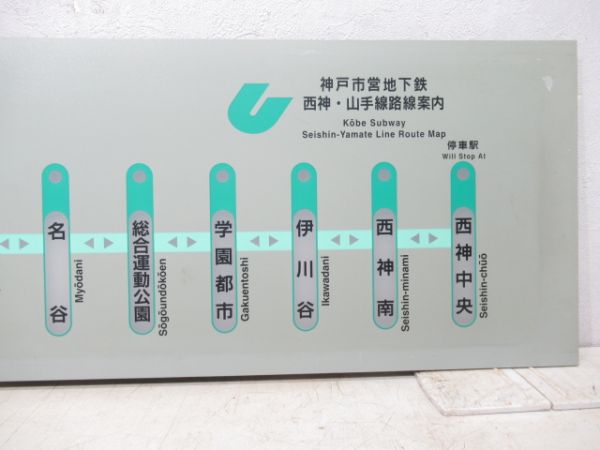 神戸市営地下鉄
西神・山手線路線案内
Kōbe Subway
Seishin-Yamate Line Route Map
停車駅
Will Stop At
名谷
Myōdani
総合運動公園
Sōgōundōkōen
学園都市
Gakuentoshi
伊川谷
Ikawadani
西神南
Seishin-minami
西神中央
Seishin-chūō